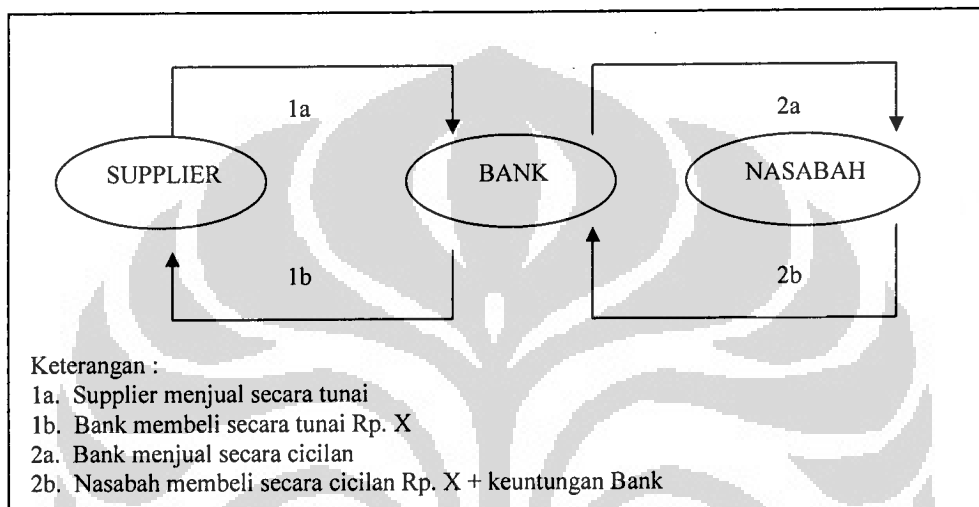 1a
2a
SUPPLIER
BANK
NASABAH
1b
2b
Keterangan :
1a. Supplier menjual secara tunai
1b. Bank membeli secara tunai Rp. X
2a. Bank menjual secara cicilan
2b. Nasabah membeli secara cicilan Rp. X + keuntungan Bank